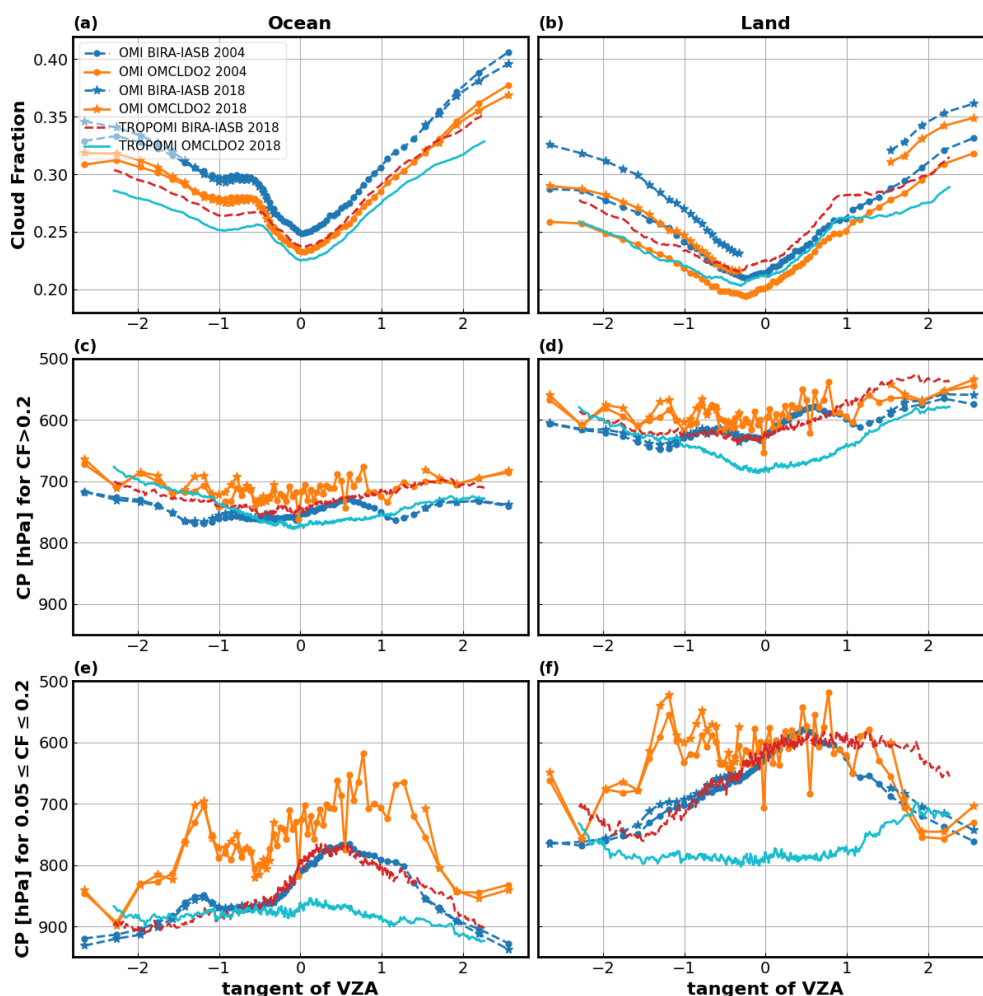 Ocean
Land
(a)
(b)
OMI BIRA-IASB 2004
OMI OMCLDO2 2004
OMI BIRA-IASB 2018
OMI OMCLDO2 2018
TROPOMI BIRA-IASB 2018
TROPOMI OMCLDO2 2018
Cloud Fraction
0.40
0.35
0.30
0.25
0.20
−2 −1 0 1 2
−2 −1 0 1 2
(c)
(d)
CP [hPa] for CF>0.2
500
600
700
800
900
−2 −1 0 1 2
−2 −1 0 1 2
(e)
(f)
CP [hPa] for 0.05 ≤ CF ≤ 0.2
500
600
700
800
900
−2 −1 0 1 2
−2 −1 0 1 2
tangent of VZA
tangent of VZA